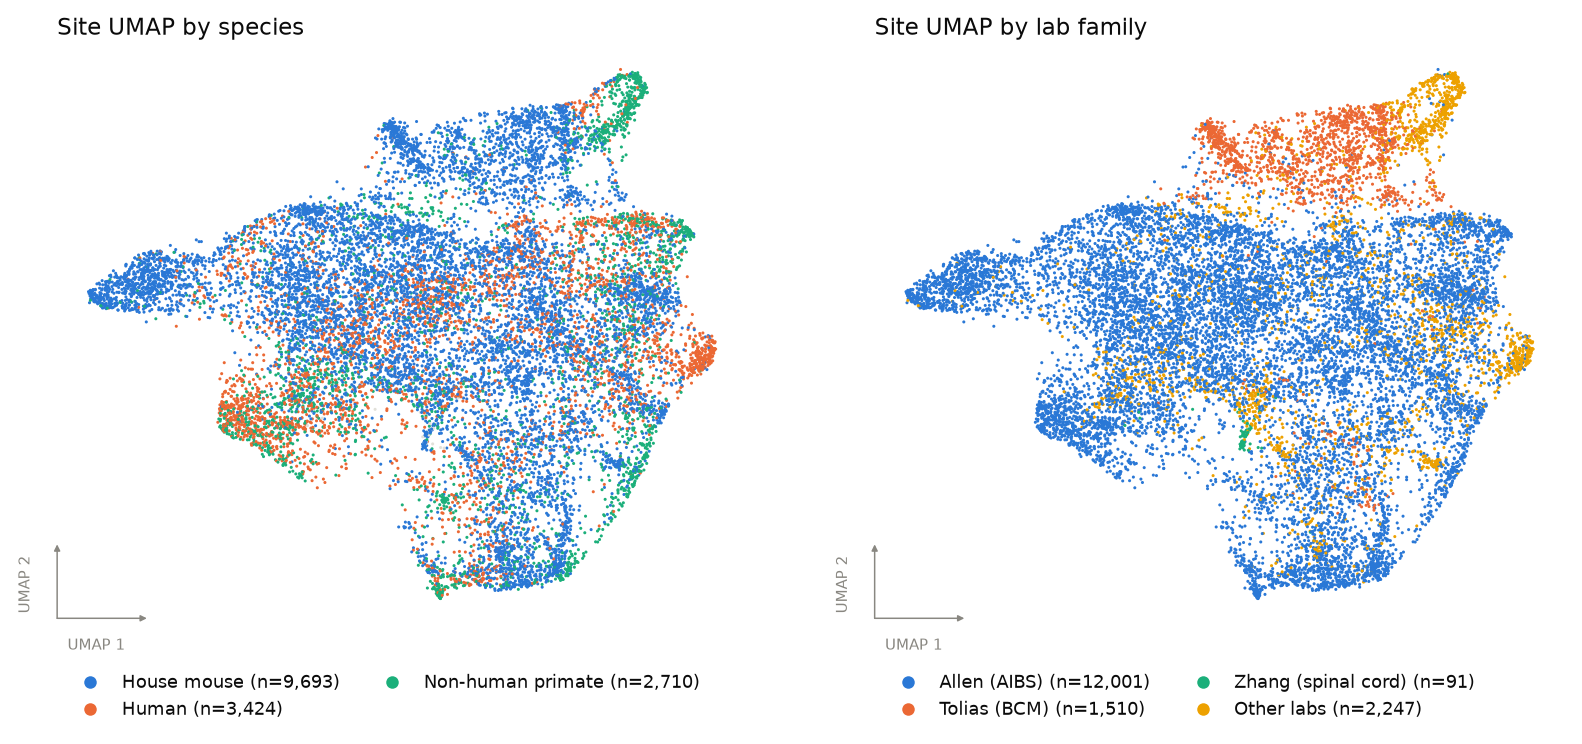 Site UMAP by species
Site UMAP by lab family
UMAP 2
UMAP 1
UMAP 2
UMAP 1
House mouse (n=9,693)
Non-human primate (n=2,710)
Human (n=3,424)
Allen (AIBS) (n=12,001)
Zhang (spinal cord) (n=91)
Tolias (BCM) (n=1,510)
Other labs (n=2,247)